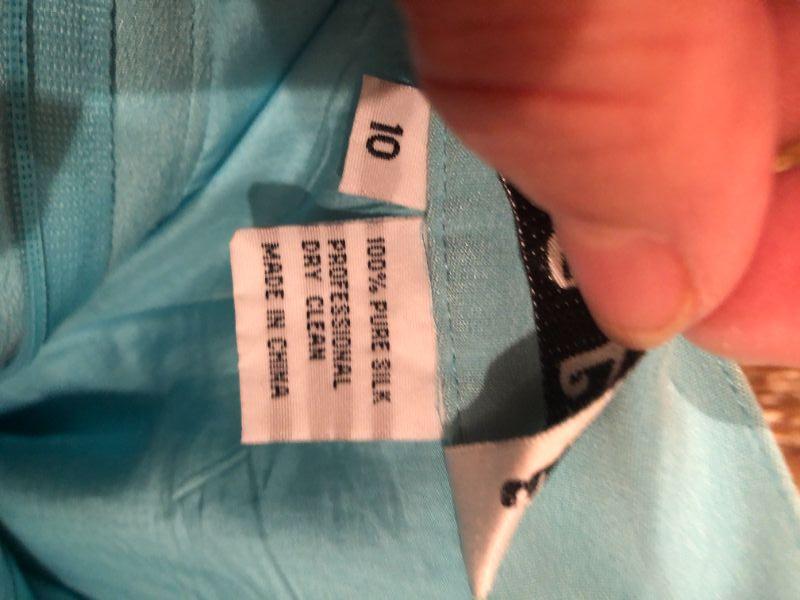 10
100% PURE SILK
PROFESSIONAL
DRY CLEAN
MADE IN CHINA